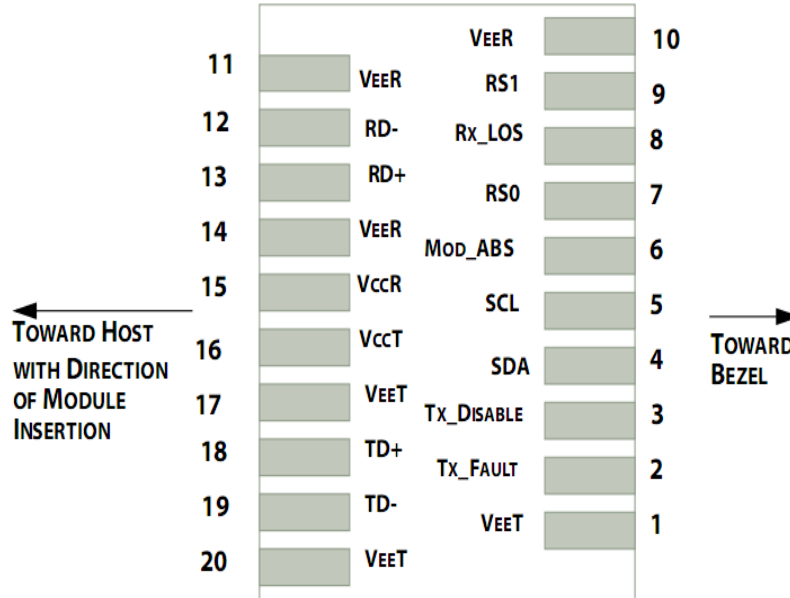 11 VEER
12 RD-
13 RD+
14 VEER
15 VCCR
16 VCCT
17 VEET
18 TD+
19 TD-
20 VEET
VEER 10
RS1 9
RX_LOS 8
RS0 7
MOD_ABS 6
SCL 5
SDA 4
TX_DISABLE 3
TX_FAULT 2
VEET 1
TOWARD HOST
WITH DIRECTION
OF MODULE
INSERTION
TOWARD
BEZEL